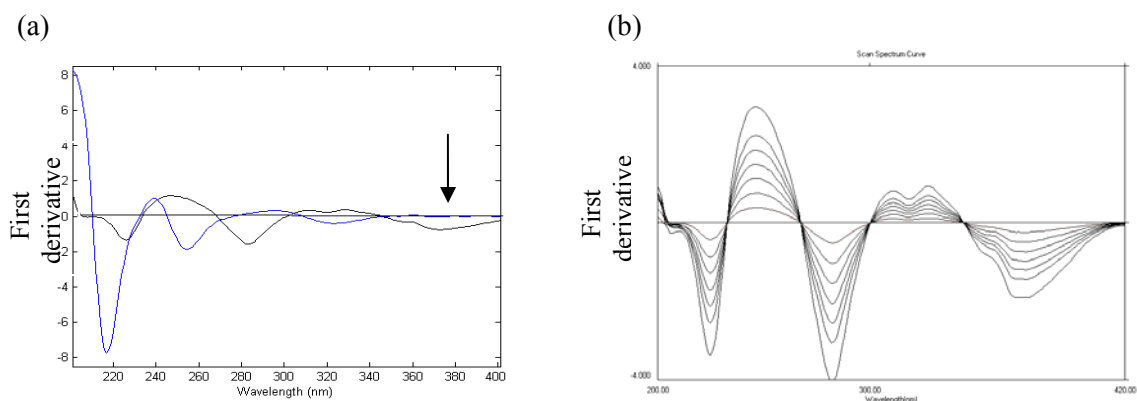 (a)
(b)
First
derivative
8
6
4
2
0
-2
-4
-6
-8
220
240
260
280
300
320
340
360
380
400
Wavelength (nm)
Scan Spectrum Curve
First
derivative
4.000
-4.000
200.00
300.00
420.00
Wavelength(nm)